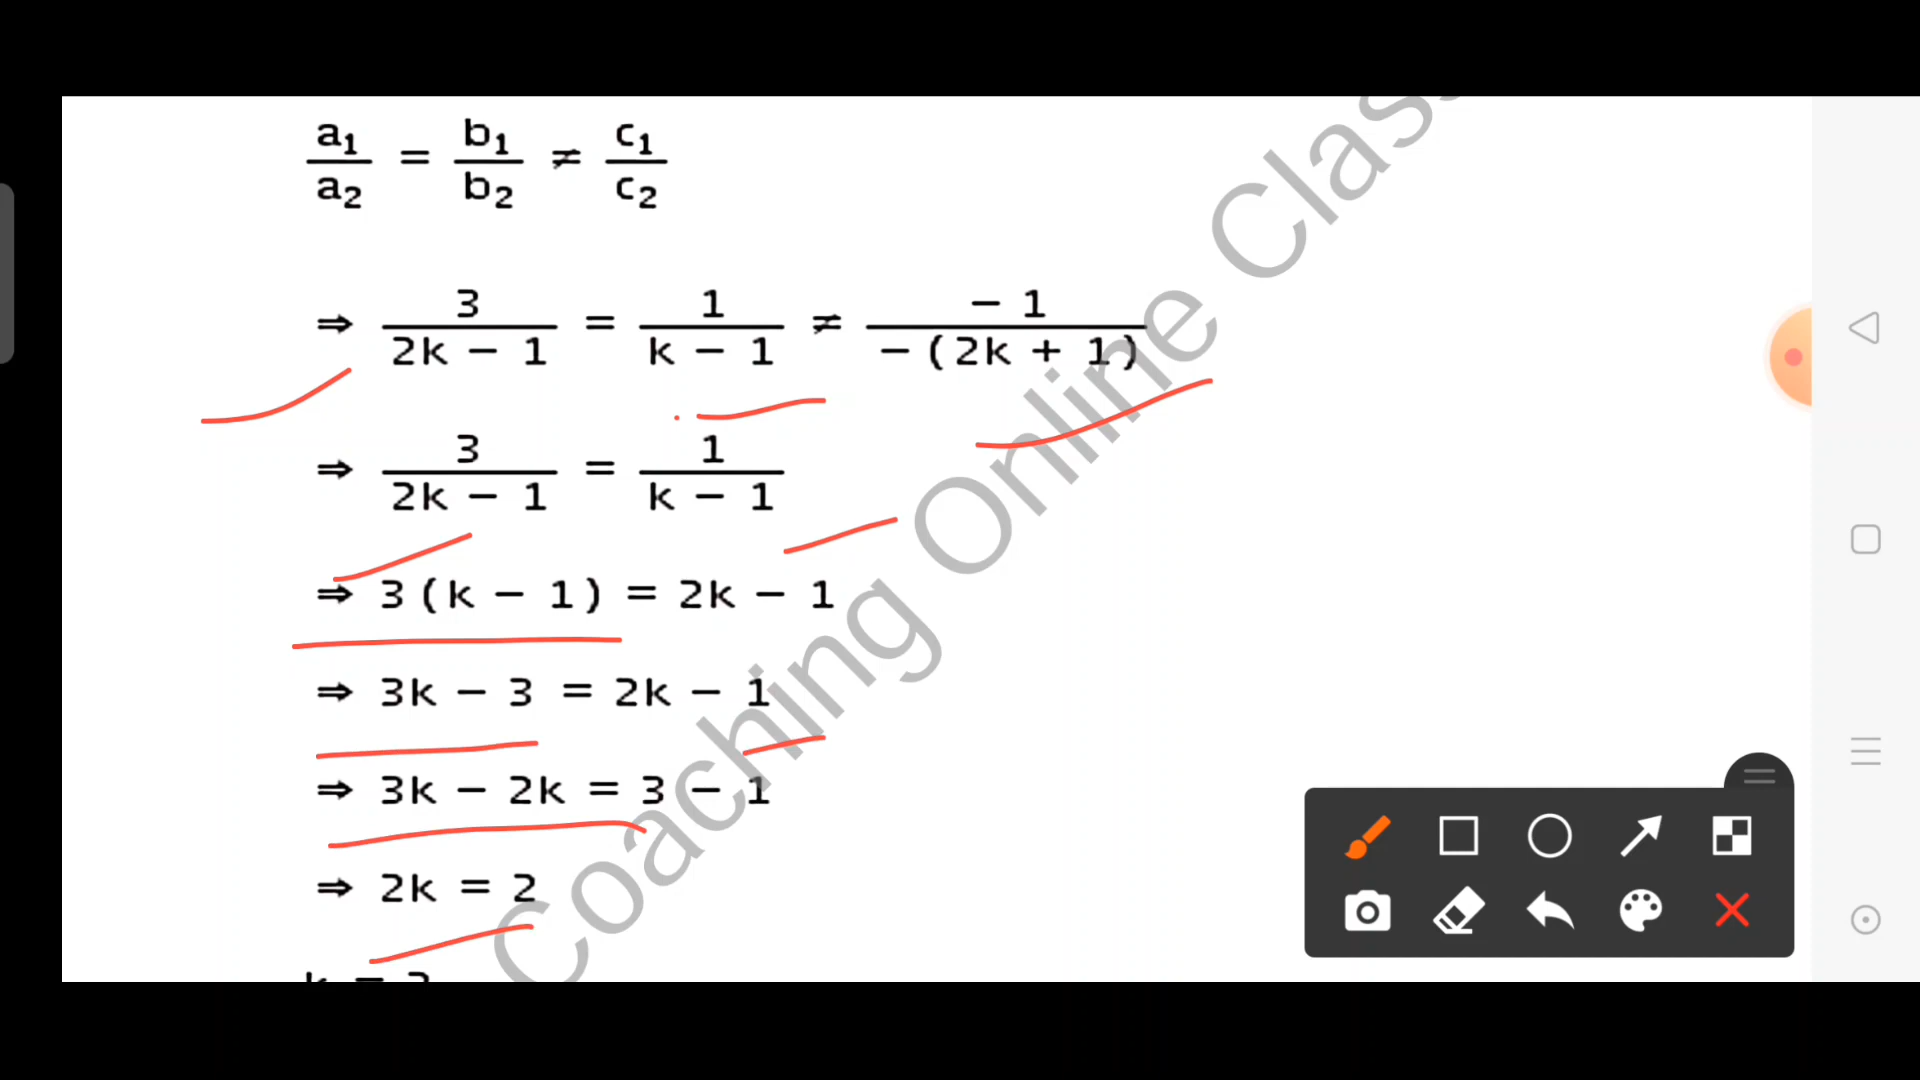 a₁/a₂ = b₁/b₂ ≠ c₁/c₂
⇒ 3/(2k − 1) = 1/(k − 1) ≠ − 1/−(2k + 1)
⇒ 3/(2k − 1) = 1/(k − 1)
⇒ 3(k − 1) = 2k − 1
⇒ 3k − 3 = 2k − 1
⇒ 3k − 2k = 3 − 1
⇒ 2k = 2
Coaching Online Clas